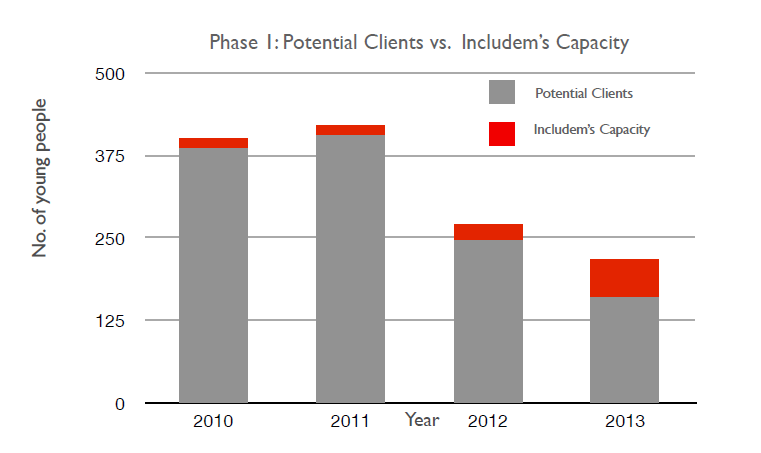 Phase 1: Potential Clients vs. Includem's Capacity
No. of young people
500
375
250
125
0
Potential Clients
Includem's Capacity
2010
2011
Year
2012
2013